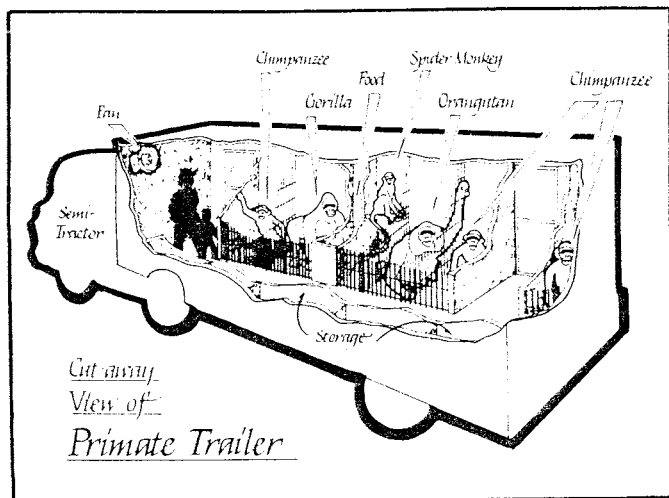 Chimpanzee
Food
Spider Monkey
Chimpanzee
Fan
Gorilla
Orangutan
Semi-
Tractor
Storage
Cut away
View of
Primate Trailer